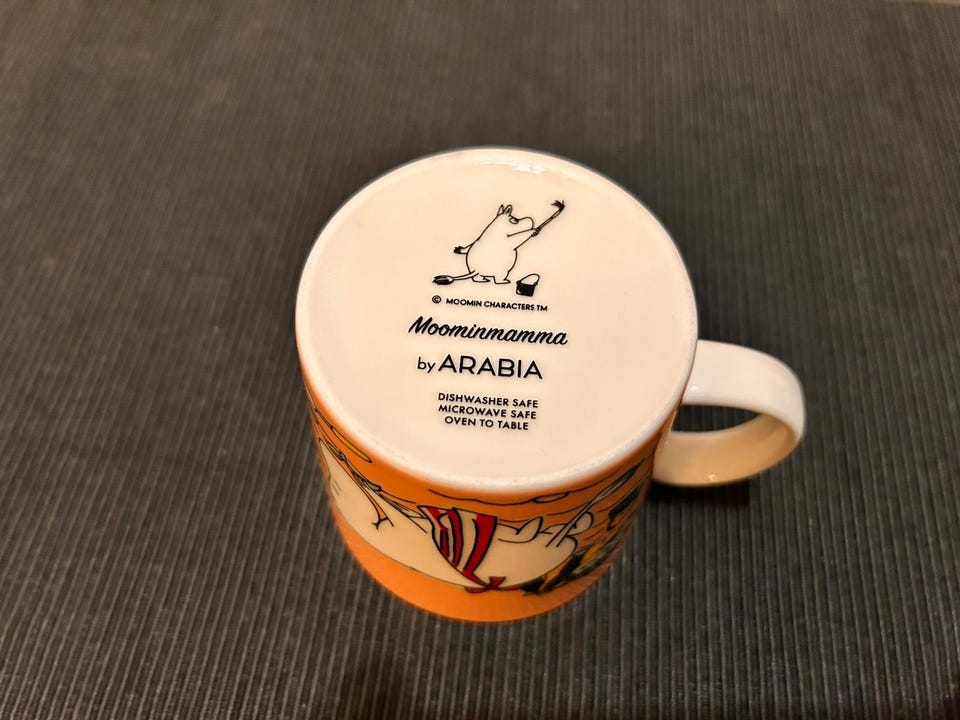 © MOOMIN CHARACTERS TM
Moominmamma
by ARABIA
DISHWASHER SAFE
MICROWAVE SAFE
OVEN TO TABLE